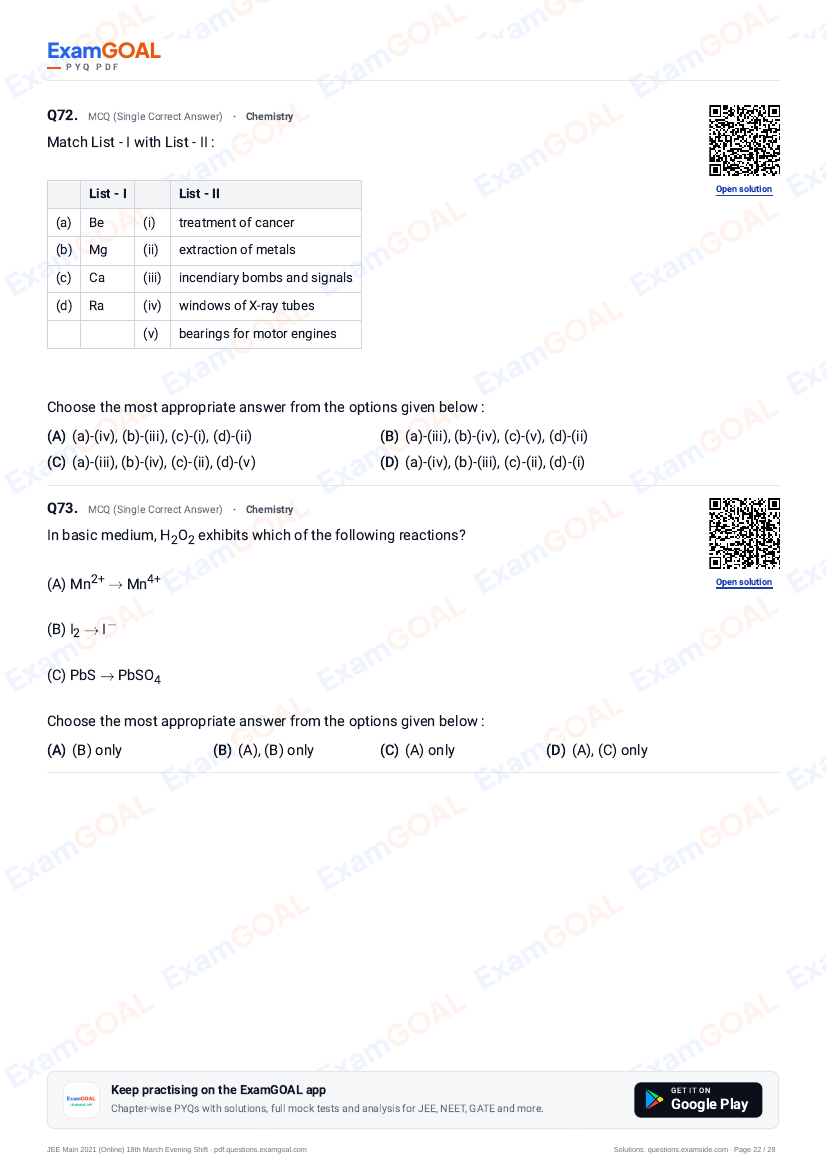 ExamGOAL
PYQ PDF
Q72. MCQ (Single Correct Answer) · Chemistry
Match List - I with List - II :
Open solution
List - I List - II
(a) Be (i) treatment of cancer
(b) Mg (ii) extraction of metals
(c) Ca (iii) incendiary bombs and signals
(d) Ra (iv) windows of X-ray tubes
(v) bearings for motor engines
Choose the most appropriate answer from the options given below :
(A) (a)-(iv), (b)-(iii), (c)-(i), (d)-(ii) (B) (a)-(iii), (b)-(iv), (c)-(v), (d)-(ii)
(C) (a)-(iii), (b)-(iv), (c)-(ii), (d)-(v) (D) (a)-(iv), (b)-(iii), (c)-(ii), (d)-(i)
Q73. MCQ (Single Correct Answer) · Chemistry
In basic medium, H₂O₂ exhibits which of the following reactions?
Open solution
(A) Mn²⁺ → Mn⁴⁺
(B) I₂ → I⁻
(C) PbS → PbSO₄
Choose the most appropriate answer from the options given below :
(A) (B) only (B) (A), (B) only (C) (A) only (D) (A), (C) only
Keep practising on the ExamGOAL app
Chapter-wise PYQs with solutions, full mock tests and analysis for JEE, NEET, GATE and more.
GET IT ON
Google Play
JEE Main 2021 (Online) 18th March Evening Shift · pdf.questions.examgoal.com Solutions: questions.examside.com · Page 22 / 28